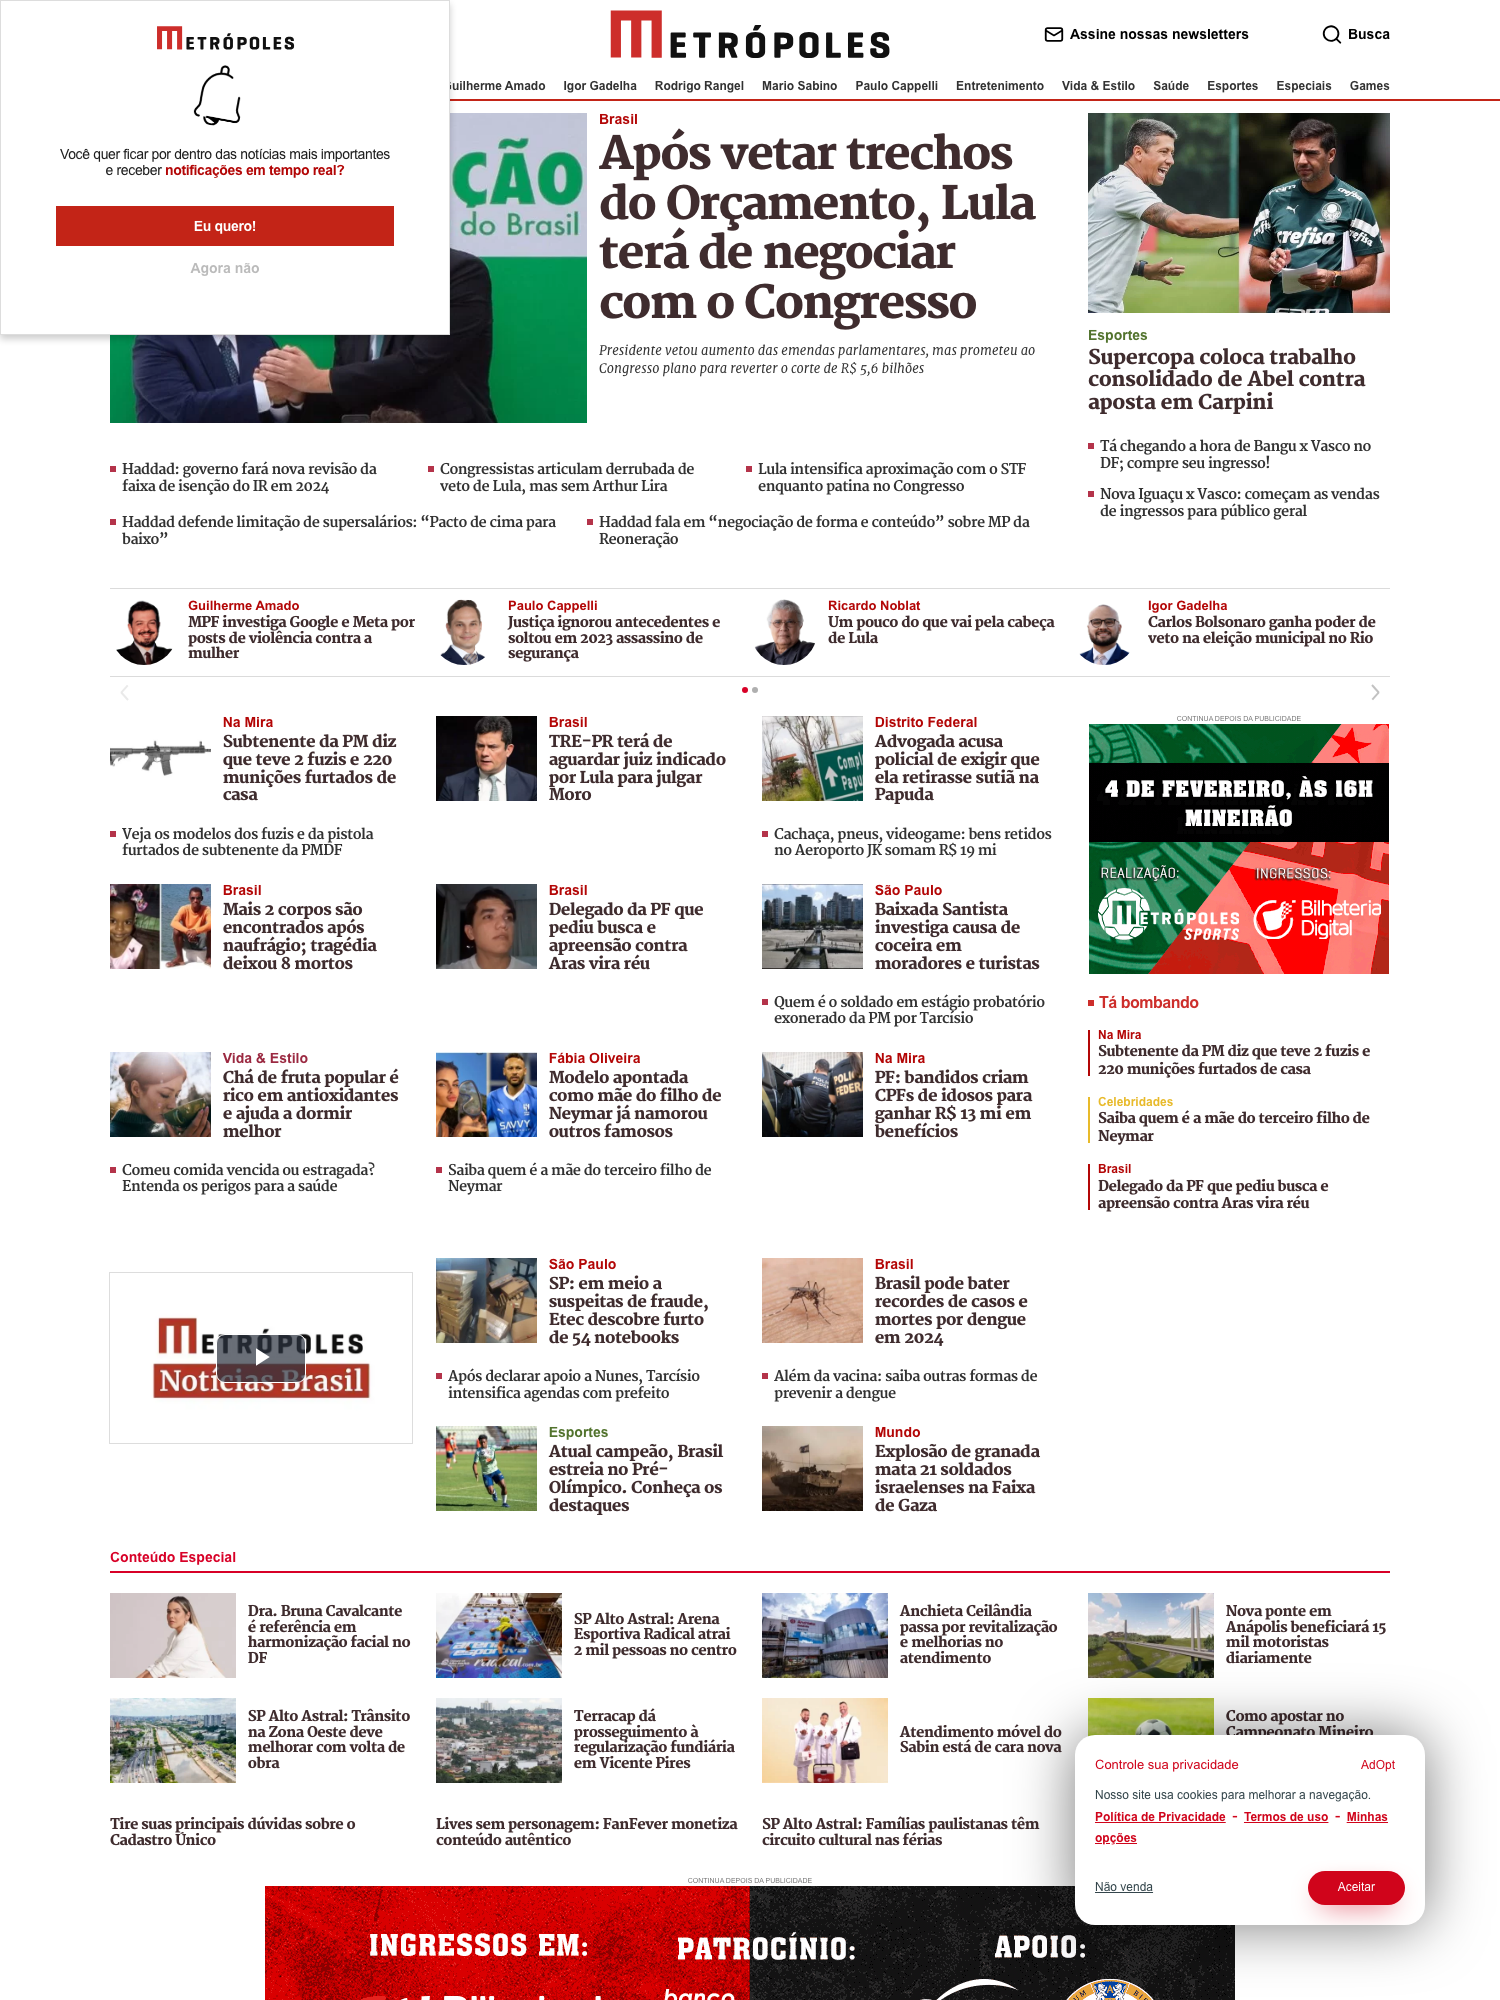 METRÓPOLES
Você quer ficar por dentro das notícias mais importantes
e receber notificações em tempo real?
Eu quero!
Agora não
METRÓPOLES
Assine nossas newsletters
Busca
Guilherme Amado
Igor Gadelha
Rodrigo Rangel
Mario Sabino
Paulo Cappelli
Entretenimento
Vida & Estilo
Saúde
Esportes
Especiais
Games
ÇÃO
do Brasil
Brasil
Após vetar trechos
do Orçamento, Lula
terá de negociar
com o Congresso
Presidente vetou aumento das emendas parlamentares, mas prometeu ao
Congresso plano para reverter o corte de R$ 5,6 bilhões
crefisa
Esportes
Supercopa coloca trabalho
consolidado de Abel contra
aposta em Carpini
Tá chegando a hora de Bangu x Vasco no
DF; compre seu ingresso!
Nova Iguaçu x Vasco: começam as vendas
de ingressos para público geral
Haddad: governo fará nova revisão da
faixa de isenção do IR em 2024
Congressistas articulam derrubada de
veto de Lula, mas sem Arthur Lira
Lula intensifica aproximação com o STF
enquanto patina no Congresso
Haddad defende limitação de supersalários: “Pacto de cima para
baixo”
Haddad fala em “negociação de forma e conteúdo” sobre MP da
Reoneração
Guilherme Amado
MPF investiga Google e Meta por
posts de violência contra a
mulher
Paulo Cappelli
Justiça ignorou antecedentes e
soltou em 2023 assassino de
segurança
Ricardo Noblat
Um pouco do que vai pela cabeça
de Lula
Igor Gadelha
Carlos Bolsonaro ganha poder de
veto na eleição municipal no Rio
Na Mira
Subtenente da PM diz
que teve 2 fuzis e 220
munições furtados de
casa
Veja os modelos dos fuzis e da pistola
furtados de subtenente da PMDF
Brasil
TRE-PR terá de
aguardar juiz indicado
por Lula para julgar
Moro
Distrito Federal
Advogada acusa
policial de exigir que
ela retirasse sutiã na
Papuda
Cachaça, pneus, videogame: bens retidos
no Aeroporto JK somam R$ 19 mi
CONTINUA DEPOIS DA PUBLICIDADE
4 DE FEVEREIRO, ÀS 16H
MINEIRÃO
REALIZAÇÃO:
INGRESSOS:
METRÓPOLES
SPORTS
Bilheteria
Digital
Brasil
Mais 2 corpos são
encontrados após
naufrágio; tragédia
deixou 8 mortos
Brasil
Delegado da PF que
pediu busca e
apreensão contra
Aras vira réu
São Paulo
Baixada Santista
investiga causa de
coceira em
moradores e turistas
Quem é o soldado em estágio probatório
exonerado da PM por Tarcísio
Tá bombando
Na Mira
Subtenente da PM diz que teve 2 fuzis e
220 munições furtados de casa
Celebridades
Saiba quem é a mãe do terceiro filho de
Neymar
Brasil
Delegado da PF que pediu busca e
apreensão contra Aras vira réu
Vida & Estilo
Chá de fruta popular é
rico em antioxidantes
e ajuda a dormir
melhor
Comeu comida vencida ou estragada?
Entenda os perigos para a saúde
SAVVY
Fábia Oliveira
Modelo apontada
como mãe do filho de
Neymar já namorou
outros famosos
Saiba quem é a mãe do terceiro filho de
Neymar
Na Mira
PF: bandidos criam
CPFs de idosos para
ganhar R$ 13 mi em
benefícios
METRÓPOLES
Notícias Brasil
São Paulo
SP: em meio a
suspeitas de fraude,
Etec descobre furto
de 54 notebooks
Após declarar apoio a Nunes, Tarcísio
intensifica agendas com prefeito
Brasil
Brasil pode bater
recordes de casos e
mortes por dengue
em 2024
Além da vacina: saiba outras formas de
prevenir a dengue
Esportes
Atual campeão, Brasil
estreia no Pré-
Olímpico. Conheça os
destaques
Mundo
Explosão de granada
mata 21 soldados
israelenses na Faixa
de Gaza
Conteúdo Especial
Dra. Bruna Cavalcante
é referência em
harmonização facial no
DF
SP Alto Astral: Arena
Esportiva Radical atrai
2 mil pessoas no centro
Anchieta Ceilândia
passa por revitalização
e melhorias no
atendimento
Nova ponte em
Anápolis beneficiará 15
mil motoristas
diariamente
SP Alto Astral: Trânsito
na Zona Oeste deve
melhorar com volta de
obra
Terracap dá
prosseguimento à
regularização fundiária
em Vicente Pires
Atendimento móvel do
Sabin está de cara nova
Como apostar no
Campeonato Mineiro
Tire suas principais dúvidas sobre o
Cadastro Único
Lives sem personagem: FanFever monetiza
conteúdo autêntico
SP Alto Astral: Famílias paulistanas têm
circuito cultural nas férias
Controle sua privacidade
AdOpt
Nosso site usa cookies para melhorar a navegação.
Política de Privacidade - Termos de uso - Minhas
opções
Não venda
Aceitar
CONTINUA DEPOIS DA PUBLICIDADE
INGRESSOS EM:
PATROCÍNIO:
APOIO:
banco